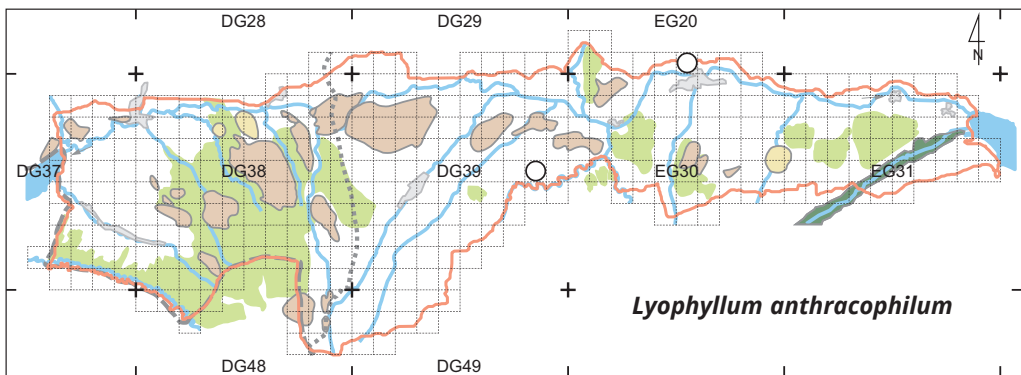 DG28 DG29 EG20
N
DG37 DG38 DG39 EG30 EG31
Lyophyllum anthracophilum
DG48 DG49